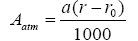 A_atm = a(r - r_0) / 1000